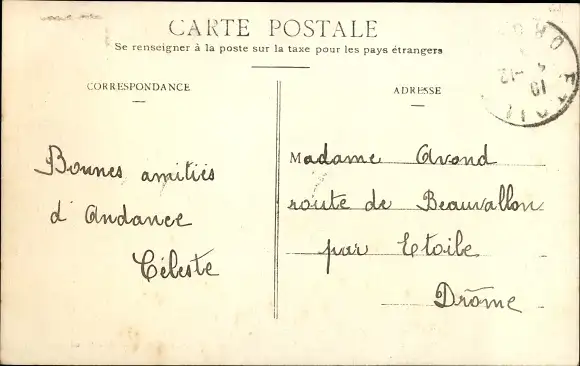 CARTE POSTALE
Se renseigner à la poste sur la taxe pour les pays étrangers
CORRESPONDANCE
ADRESSE
Bonnes amitiés
d'Andance
Céleste
Madame Avond
route de Beauvallon
par Etoile
Drôme